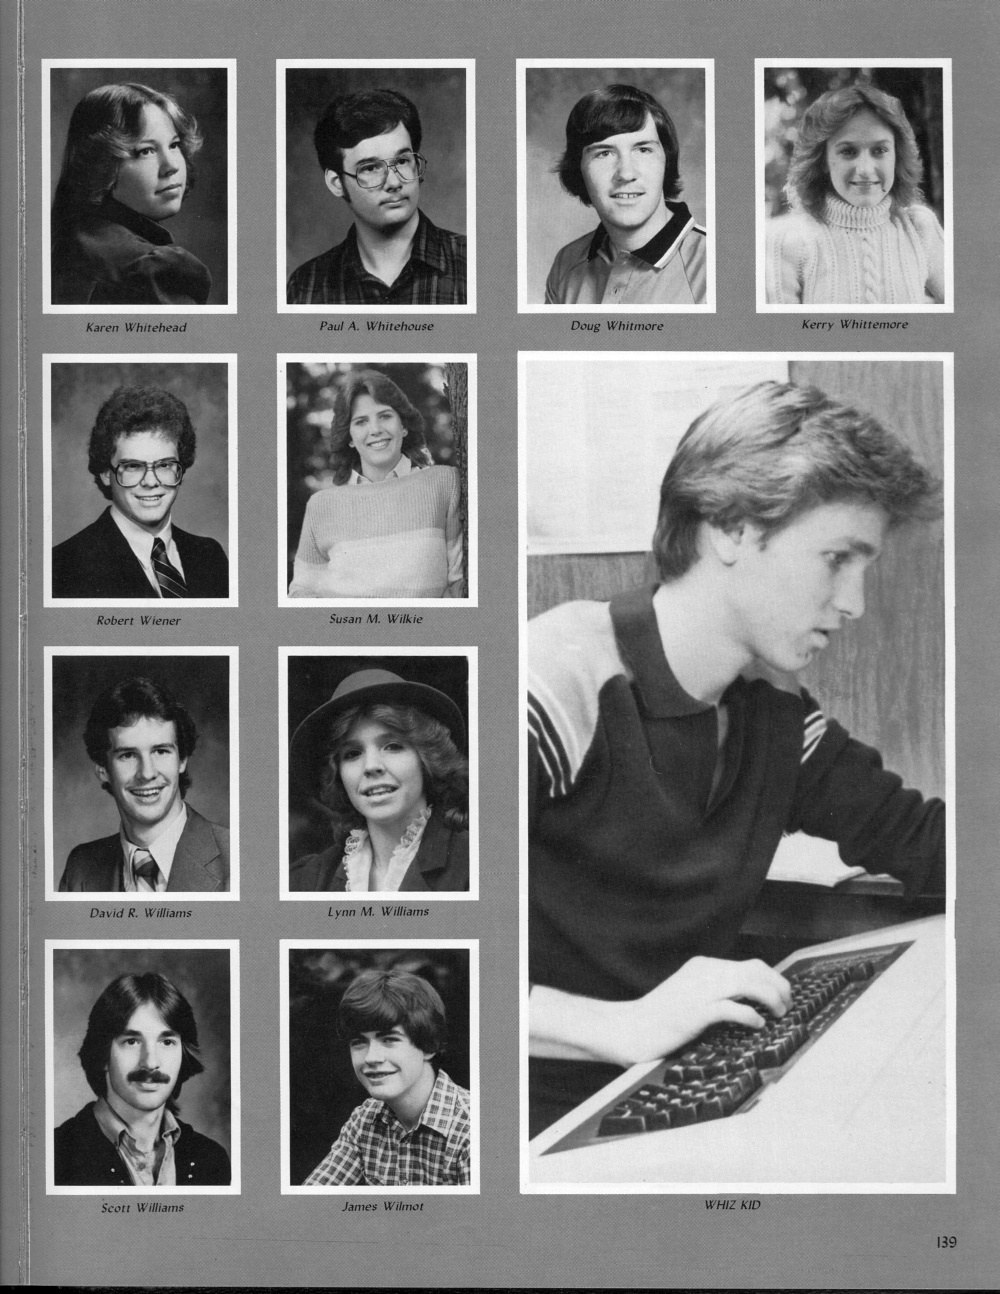 Karen Whitehead
Paul A. Whitehouse
Doug Whitmore
Kerry Whittemore
Robert Wiener
Susan M. Wilkie
David R. Williams
Lynn M. Williams
Scott Williams
James Wilmot
WHIZ KID
139